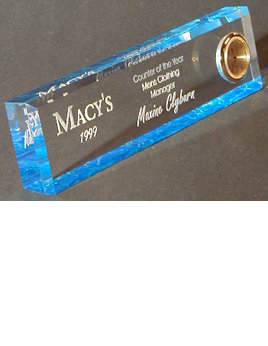 MACY'S
1999
Counter of the Year
Mens Clothing
Manager
Maxine Clyburn